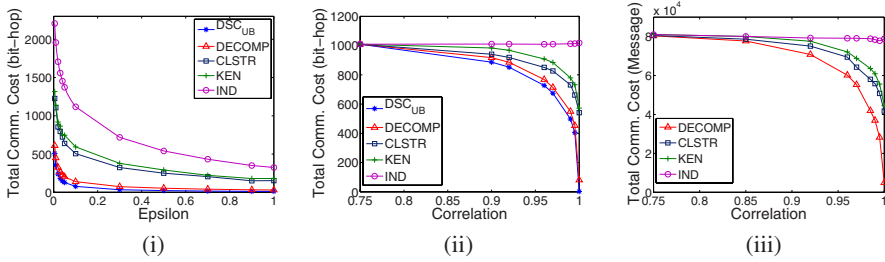 Total Comm. Cost (bit-hop)
2000
1500
1000
500
0
0
0.2
0.4
0.6
0.8
1
Epsilon
DSC_UB
DECOMP
CLSTR
KEN
IND
(i)
Total Comm. Cost (bit-hop)
1200
1000
800
600
400
200
0
0.75
0.8
0.85
0.9
0.95
1
Correlation
DSC_UB
DECOMP
CLSTR
KEN
IND
(ii)
Total Comm. Cost (Message)
x 10^4
10
8
6
4
2
0
0.75
0.8
0.85
0.9
0.95
1
Correlation
DECOMP
CLSTR
KEN
IND
(iii)